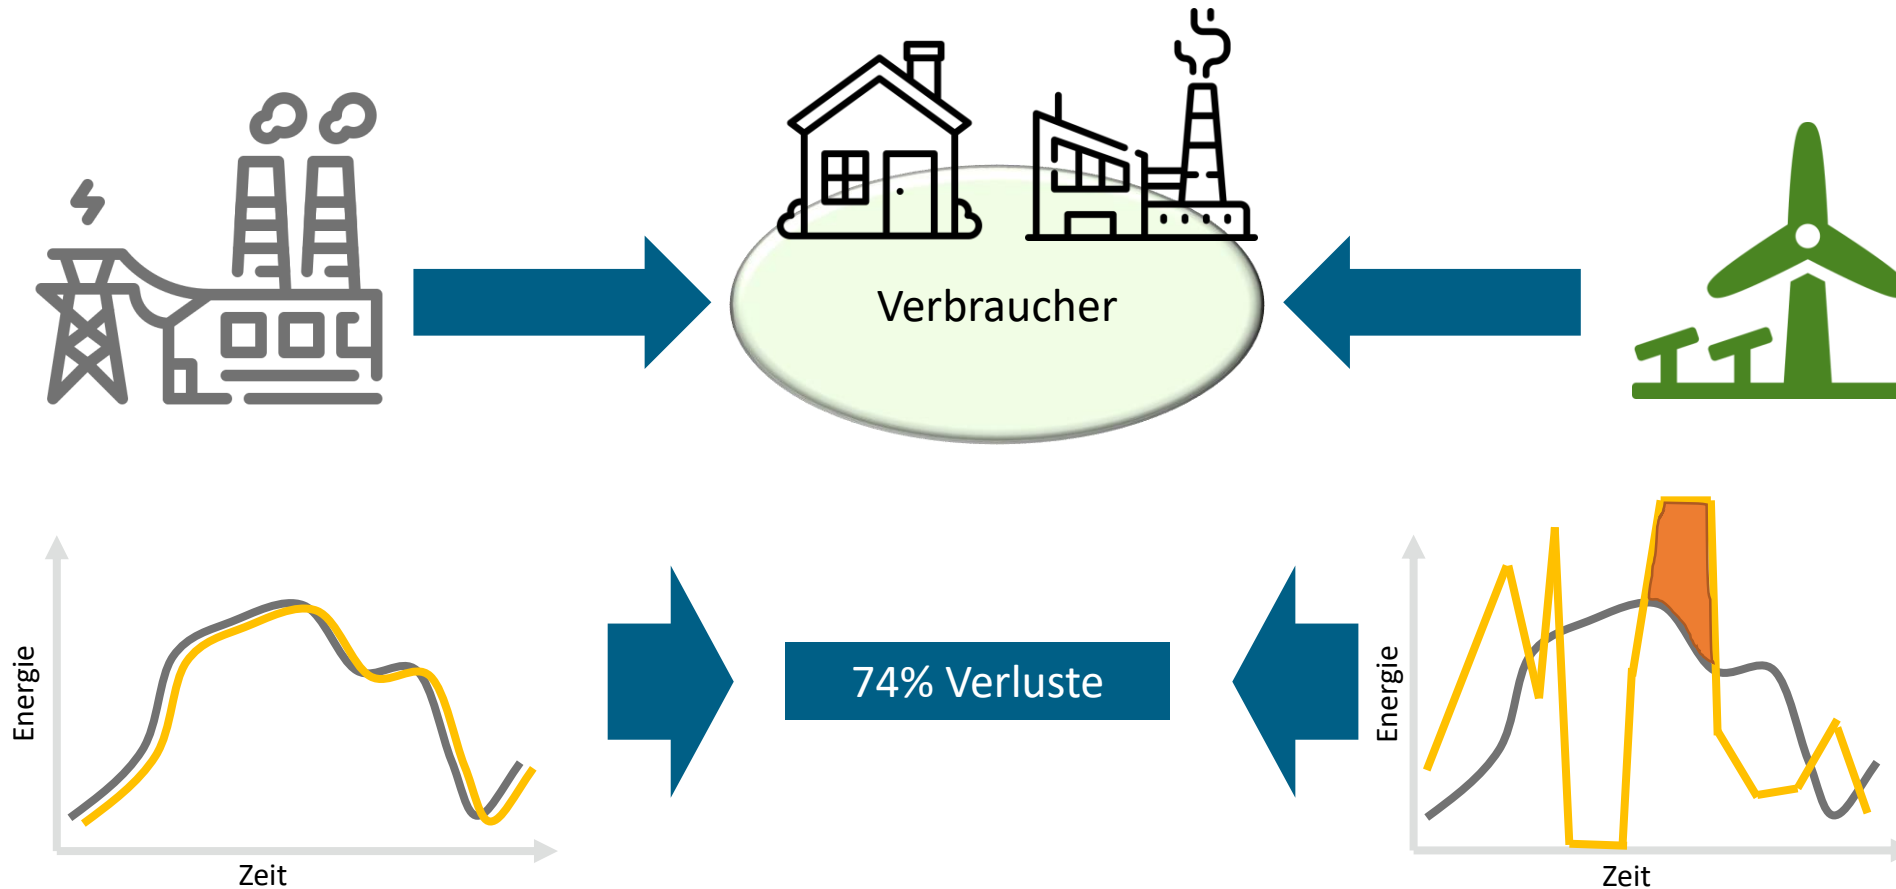 Verbraucher
Energie
Zeit
74% Verluste
Energie
Zeit